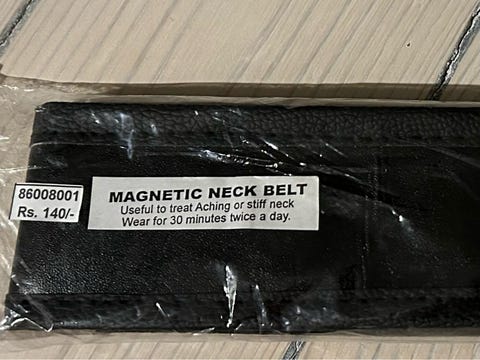 86008001
Rs. 140/-
MAGNETIC NECK BELT
Useful to treat Aching or stiff neck
Wear for 30 minutes twice a day.